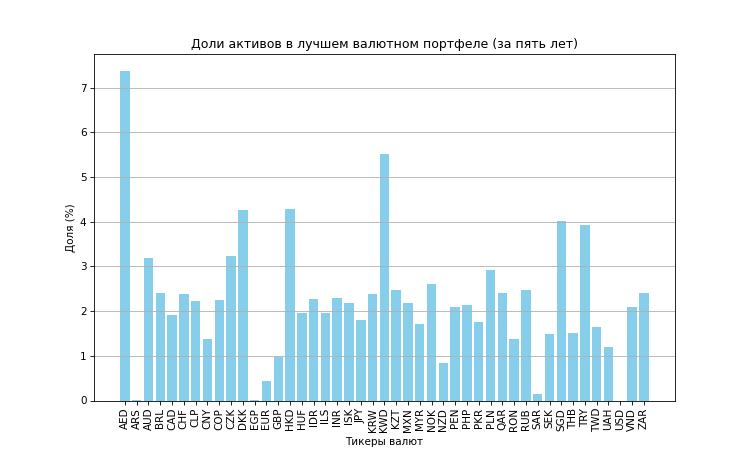 Доли активов в лучшем валютном портфеле (за пять лет)
Доля (%)
7
6
5
4
3
2
1
0
AED
ARS
AUD
BRL
CAD
CHF
CLP
CNY
COP
CZK
DKK
EGP
EUR
GBP
HKD
HUF
IDR
ILS
INR
ISK
JPY
KRW
KWD
KZT
MXN
MYR
NOK
NZD
PEN
PHP
PKR
PLN
QAR
RON
RUB
SAR
SEK
SGD
THB
TRY
TWD
UAH
USD
VND
ZAR
Тикеры валют